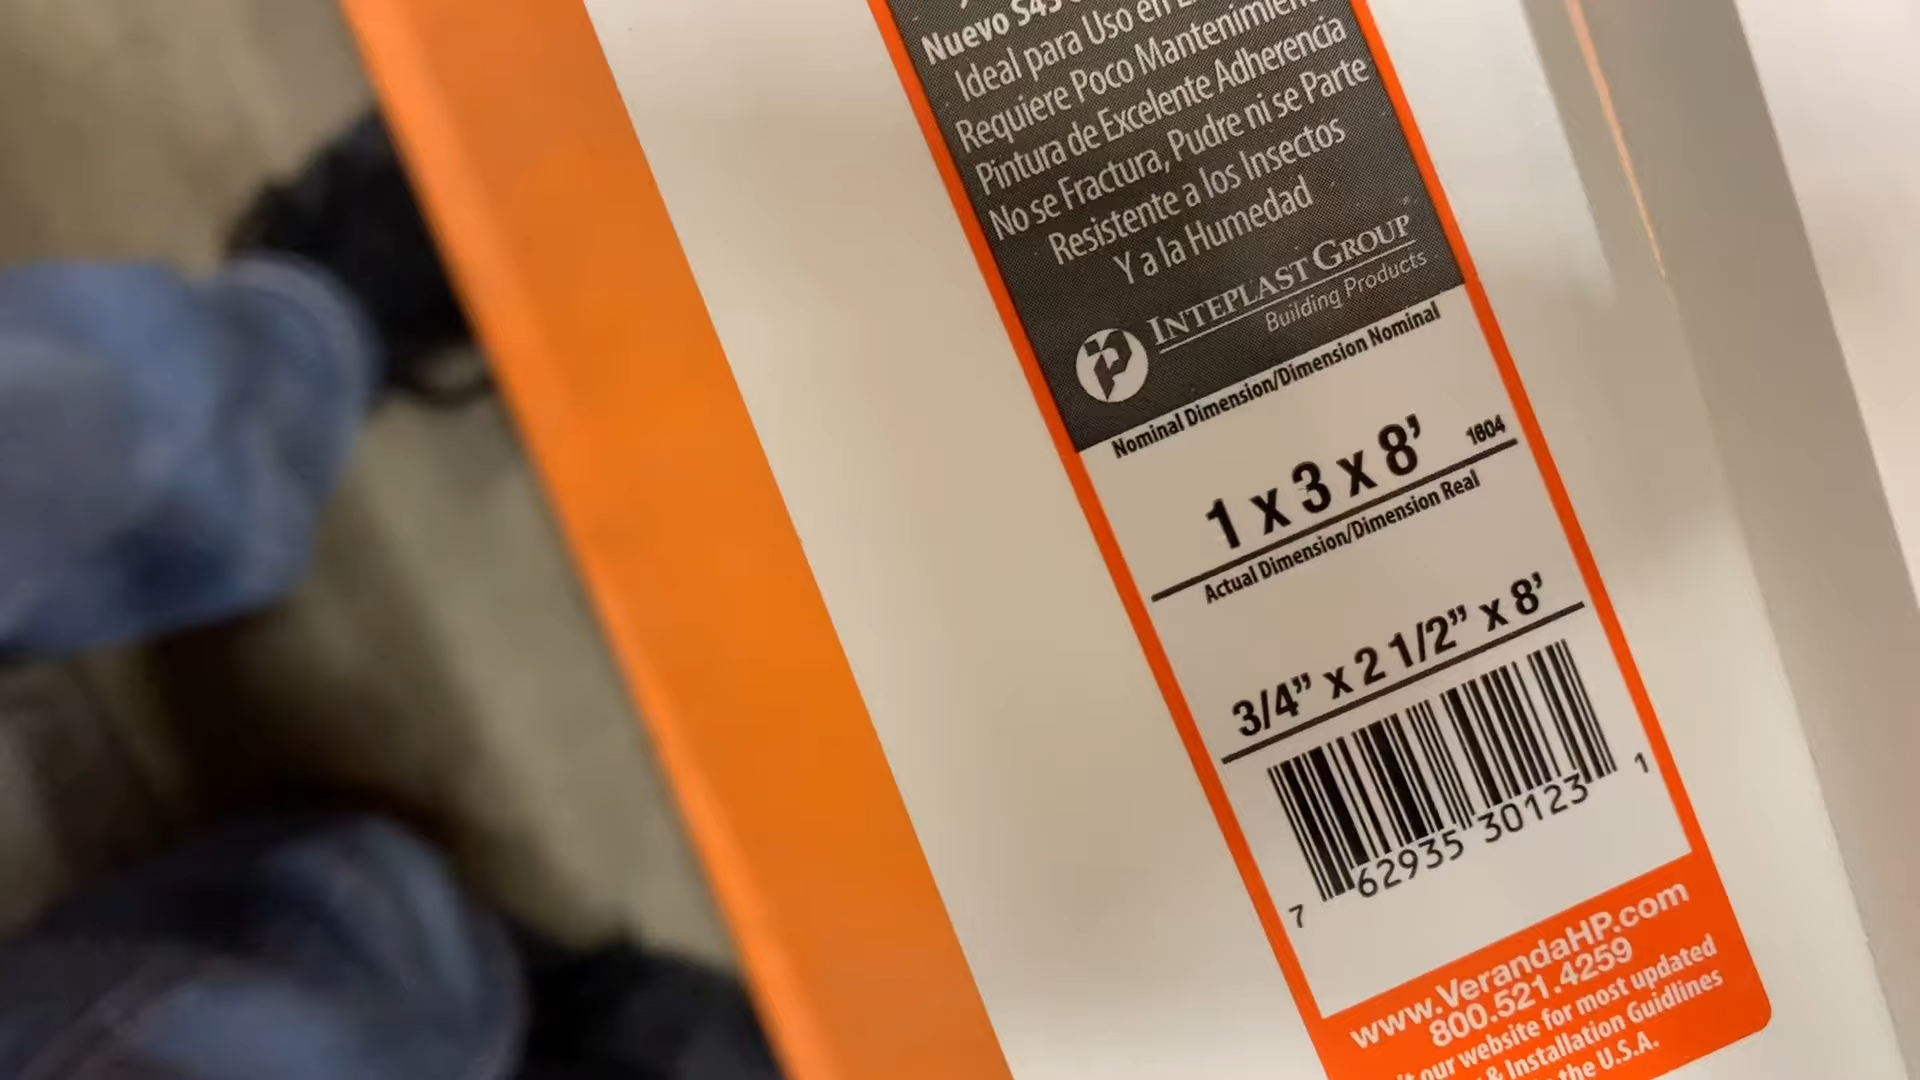 Nuevo
Ideal para Uso en
Requiere Poco
Pintura de Excelente Adherencia
No se Fractura, Pudre ni se Parte
Resistente a los Insectos
Y a la Humedad
INTEPLAST GROUP
Building Products
Nominal Dimension/Dimension Nominal
1 x 3 x 8’
1804
Actual Dimension/Dimension Real
3/4” x 2 1/2” x 8’
7 62935 30123 1
www.VerandaHP.com
800.521.4259
our website for most updated
& Installation Guidlines
the U.S.A.